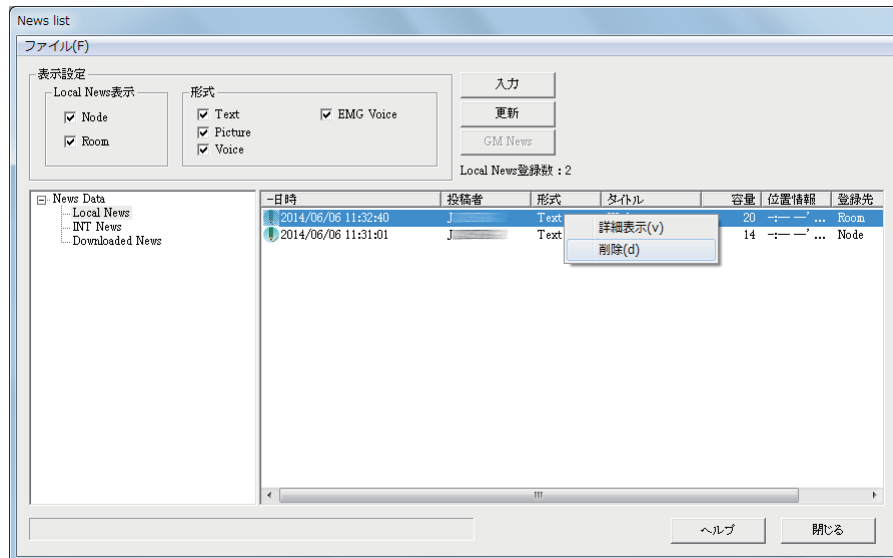 News list
ファイル(F)
表示設定
Local News表示
形式
Node
Room
Text
Picture
Voice
EMG Voice
入力
更新
GM News
Local News登録数：2
News Data
Local News
INT News
Downloaded News
日時 投稿者 形式 タイトル 容量 位置情報 登録先
2014/06/06 11:32:40 J Text 20 ... Room
2014/06/06 11:31:01 J Text 14 ... Node
詳細表示(v)
削除(d)
ヘルプ
閉じる